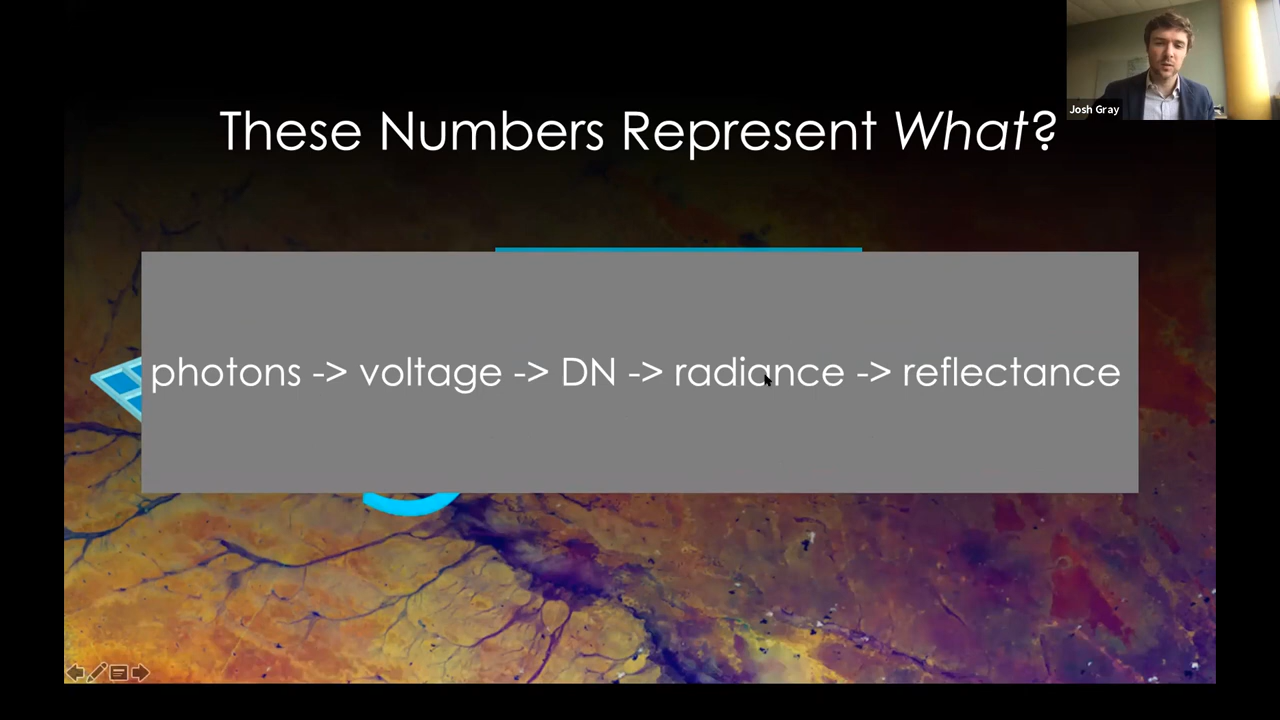 These Numbers Represent What?
Josh Gray
photons -> voltage -> DN -> radiance -> reflectance